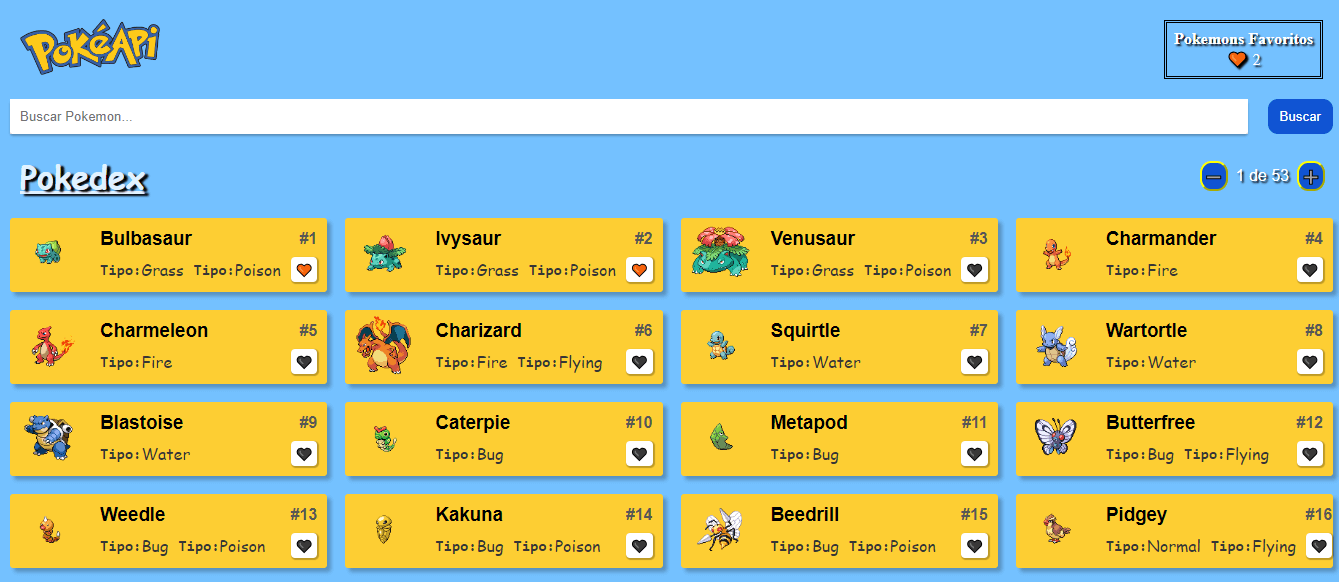 PokéApi
Pokemons Favoritos
2
Buscar Pokemon...
Buscar
Pokedex
1 de 53
Bulbasaur #1
Tipo:Grass Tipo:Poison
Ivysaur #2
Tipo:Grass Tipo:Poison
Venusaur #3
Tipo:Grass Tipo:Poison
Charmander #4
Tipo:Fire
Charmeleon #5
Tipo:Fire
Charizard #6
Tipo:Fire Tipo:Flying
Squirtle #7
Tipo:Water
Wartortle #8
Tipo:Water
Blastoise #9
Tipo:Water
Caterpie #10
Tipo:Bug
Metapod #11
Tipo:Bug
Butterfree #12
Tipo:Bug Tipo:Flying
Weedle #13
Tipo:Bug Tipo:Poison
Kakuna #14
Tipo:Bug Tipo:Poison
Beedrill #15
Tipo:Bug Tipo:Poison
Pidgey #16
Tipo:Normal Tipo:Flying